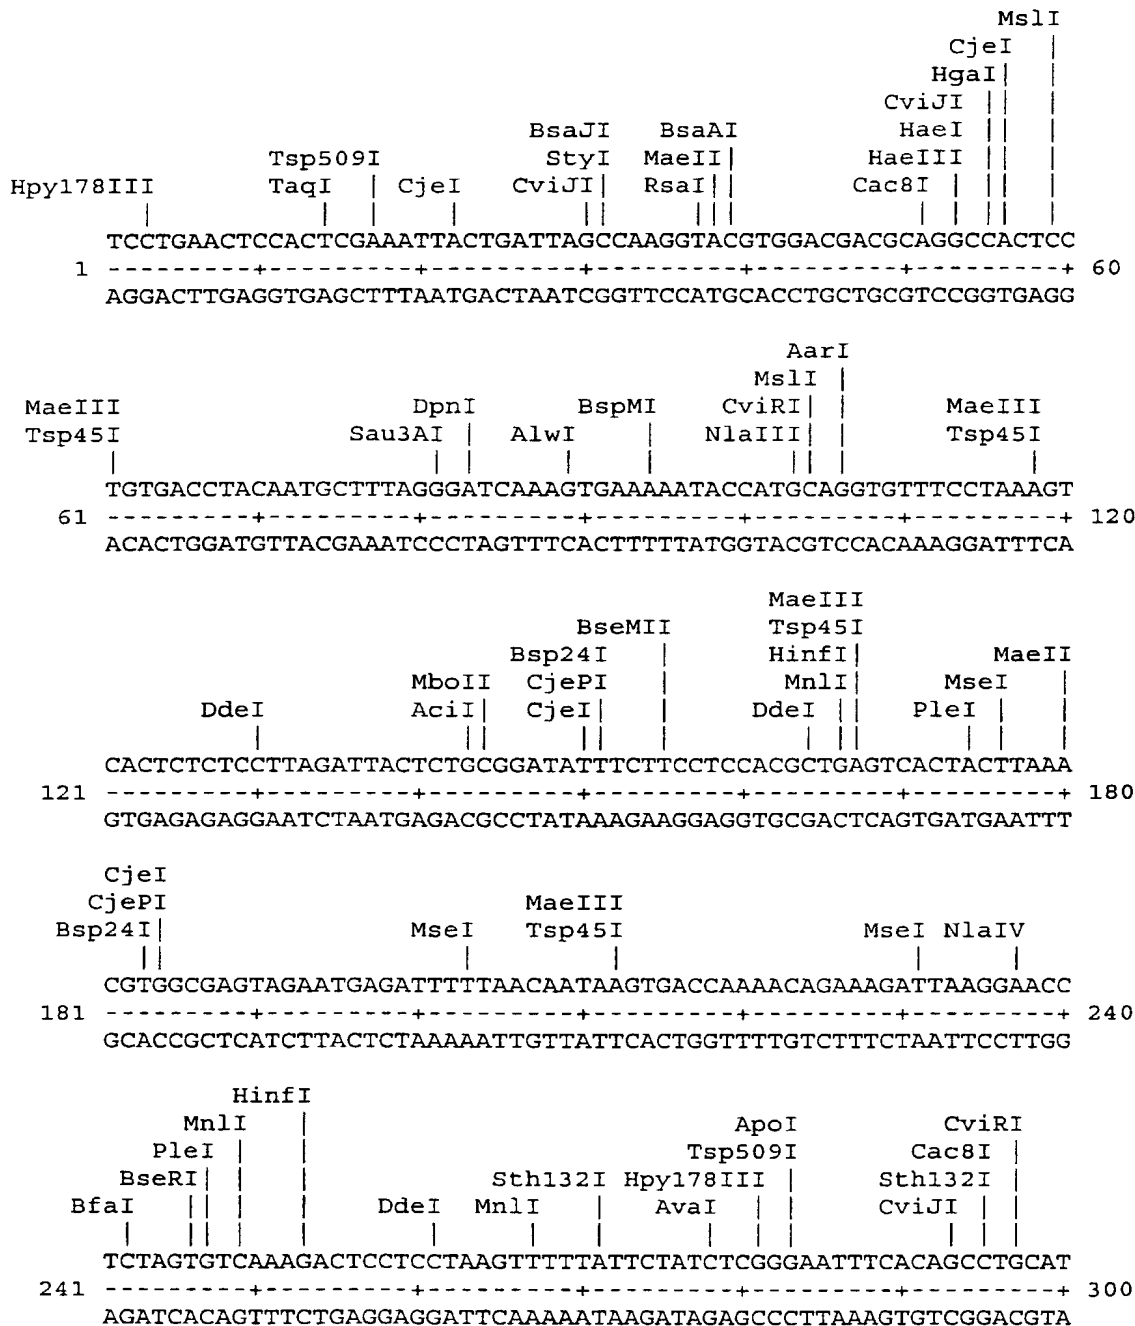 MslI
CjeI
HgaI
CviJI
BsaJI BsaAI HaeI
Tsp509I StyI MaeII HaeIII
Hpy178III TaqI CjeI CviJI RsaI Cac8I
TCCTGAACTCCACTCGAAATTACTGATTAGCCAAGGTACGTGGACGACGCAGGCCACTCC
1 ---------+---------+---------+---------+---------+---------+ 60
AGGACTTGAGGTGAGCTTTAATGACTAATCGGTTCCATGCACCTGCTGCGTCCGGTGAGG
AarI
MslI
MaeIII DpnI BspMI CviRI MaeIII
Tsp45I Sau3AI AlwI NlaIII Tsp45I
TGTGACCTACAATGCTTTAGGGATCAAAGTGAAAAATACCATGCAGGTGTTTCCTAAAGT
61 ---------+---------+---------+---------+---------+---------+ 120
ACACTGGATGTTACGAAATCCCTAGTTTCACTTTTTATGGTACGTCCACAAAGGATTTCA
MaeIII
BseMII Tsp45I
Bsp24I HinfI MaeII
MboII CjePI MnlI MseI
DdeI AciI CjeI DdeI PleI
CACTCTCTCCTTAGATTACTCTGCGGATATTTCTTCCTCCACGCTGAGTCACTACTTAAA
121 ---------+---------+---------+---------+---------+---------+ 180
GTGAGAGAGGAATCTAATGAGACGCCTATAAAGAAGGAGGTGCGACTCAGTGATGAATTT
CjeI
CjePI MaeIII
Bsp24I MseI Tsp45I MseI NlaIV
CGTGGCGAGTAGAATGAGATTTTTAACAATAAGTGACCAAAACAGAAAGATTAAGGAACC
181 ---------+---------+---------+---------+---------+---------+ 240
GCACCGCTCATCTTACTCTAAAAATTGTTATTCACTGGTTTTGTCTTTCTAATTCCTTGG
HinfI
MnlI ApoI CviRI
PleI Tsp509I Cac8I
BseRI Sth132I Hpy178III Sth132I
BfaI DdeI MnlI AvaI CviJI
TCTAGTGTCAAAGACTCCTCCTAAGTTTTTATTCTATCTCGGGAATTTCACAGCCTGCAT
241 ---------+---------+---------+---------+---------+---------+ 300
AGATCACAGTTTCTGAGGAGGATTCAAAAATAAGATAGAGCCCTTAAAGTGTCGGACGTA